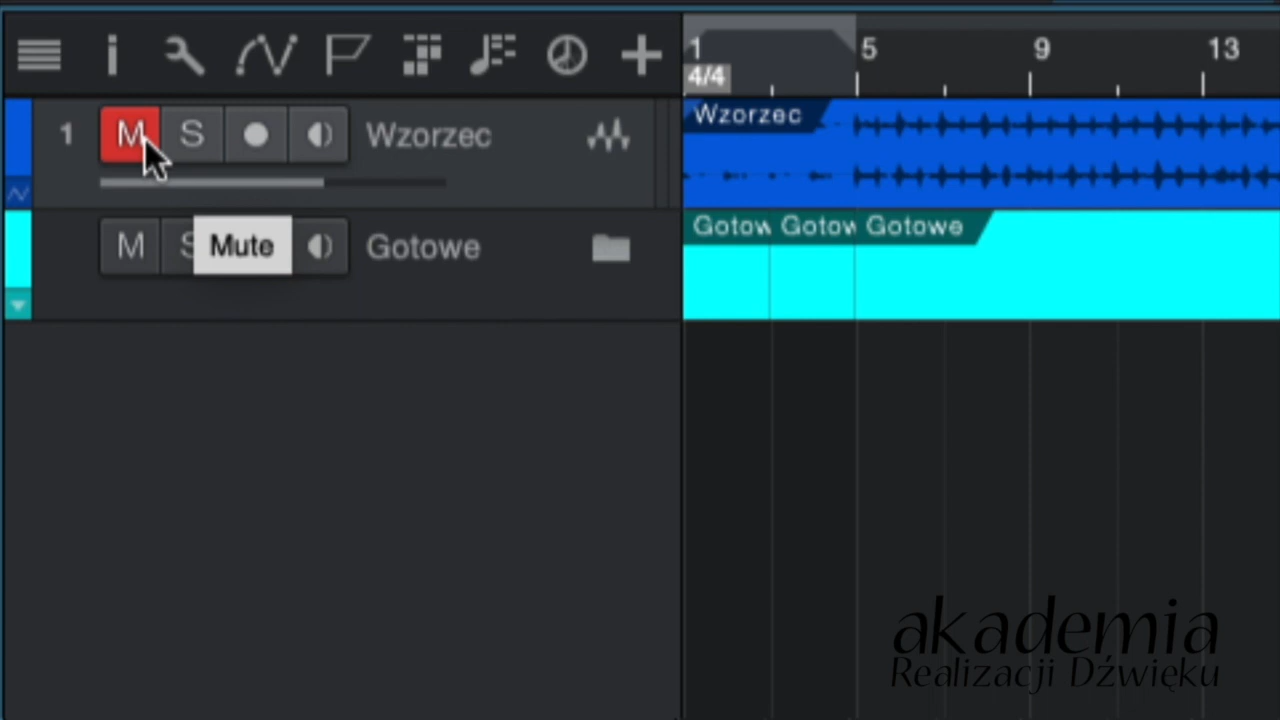 1 5 9 13
4/4
1 M S Wzorzec
Wzorzec
M S Mute Gotowe
Gotow Gotow Gotowe
akademia
Realizacji Dźwięku